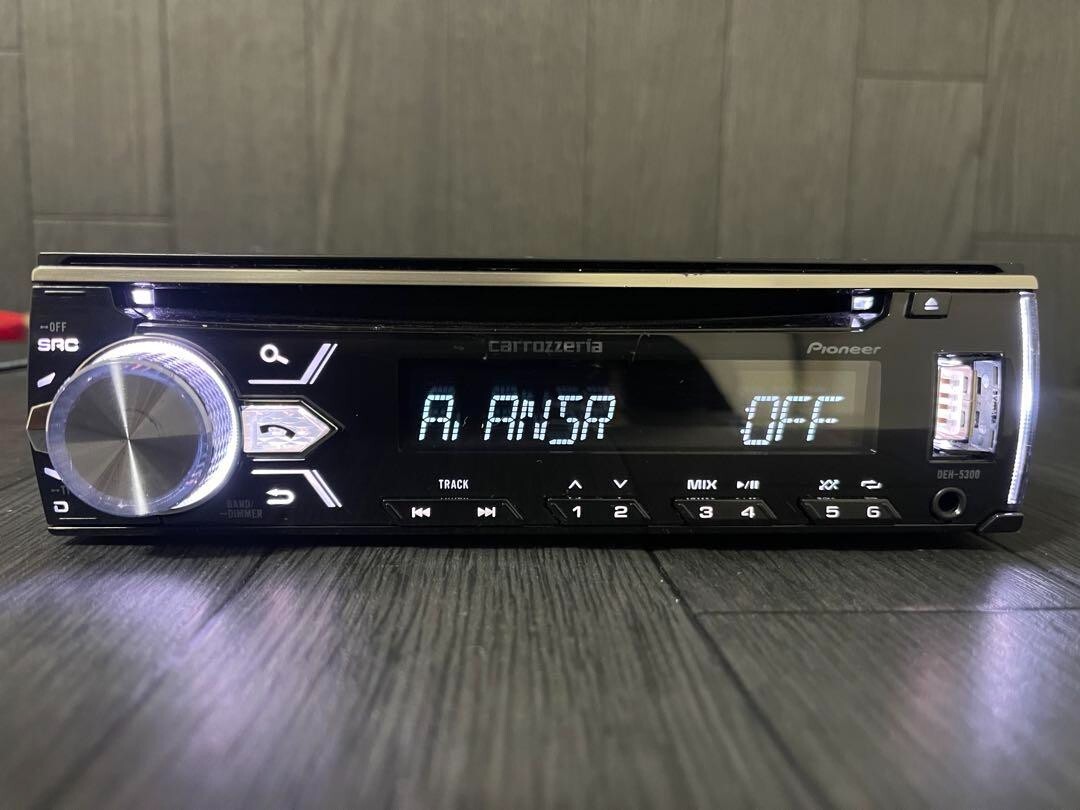 OFF
SRC
carrozzeria
Pioneer
A. ANSR OFF
DEH-5300
BAND/
DIMMER
TRACK
MIX
1 2 3 4 5 6